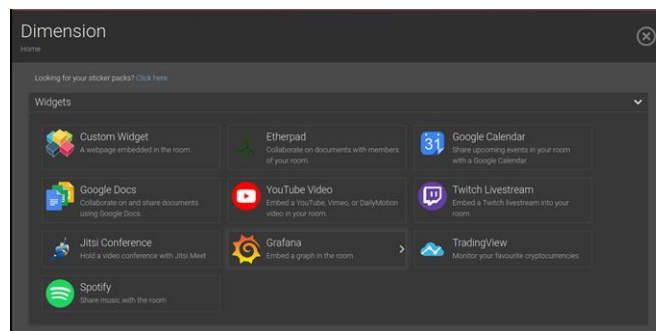 Dimension
Home
Looking for your sticker packs? Click here.
Widgets
Custom Widget
A webpage embedded in the room.
Etherpad
Collaborate on documents with members
of your room.
31
Google Calendar
Share upcoming events in your room
with a Google Calendar.
Google Docs
Collaborate on and share documents
using Google Docs.
YouTube Video
Embed a YouTube, Vimeo, or DailyMotion
video in your room.
Twitch Livestream
Embed a Twitch livestream into your
room.
Jitsi Conference
Hold a video conference with Jitsi Meet
Grafana
Embed a graph in the room
TradingView
Monitor your favourite cryptocurrencies
Spotify
Share music with the room